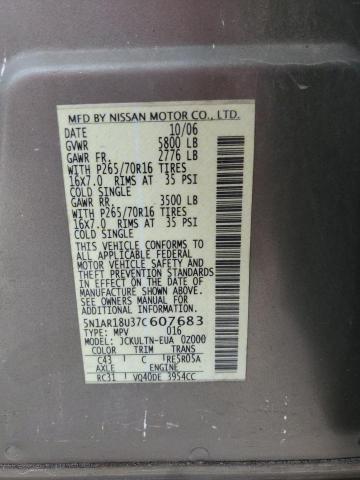 MFD BY NISSAN MOTOR CO., LTD.
DATE 10/06
GVWR 5800 LB
GAWR FR. 2776 LB
WITH P265/70R16 TIRES
16X7.0 RIMS AT 35 PSI
COLD SINGLE
GAWR RR. 3500 LB
WITH P265/70R16 TIRES
16X7.0 RIMS AT 35 PSI
COLD SINGLE
THIS VEHICLE CONFORMS TO
ALL APPLICABLE FEDERAL
MOTOR VEHICLE SAFETY AND
THEFT PREVENTION STANDARDS
IN EFFECT ON THE DATE OF
MANUFACTURE SHOWN ABOVE.
SEE OWNERS MANUAL AND
ADDITIONAL INFO.
5N1AR18U37C607683
TYPE: MPV 016
MODEL: JCKULTN-EUA 02000
COLOR TRIM TRANS
C43 C RE5R05A
AXLE ENGINE
RC31 VQ40DE 3954CC